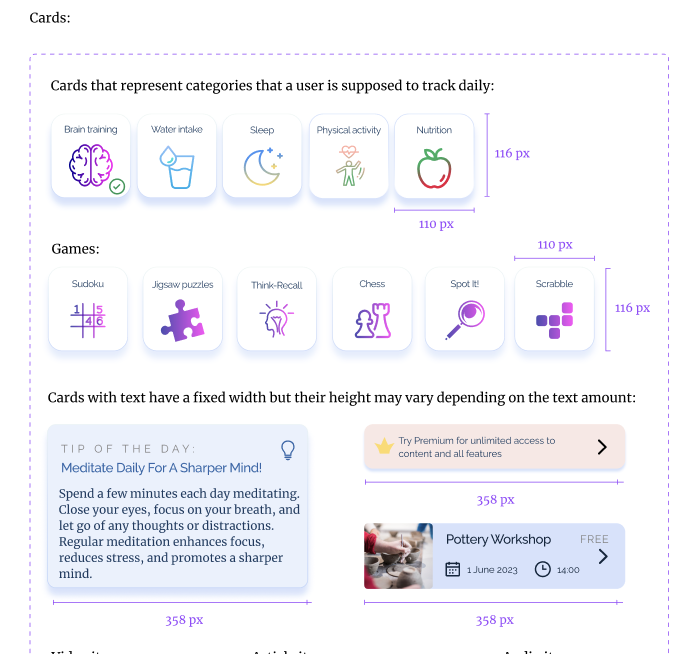 Cards:
Cards that represent categories that a user is supposed to track daily:
Brain training
Water intake
Sleep
Physical activity
Nutrition
116 px
110 px
Games:
110 px
Sudoku
Jigsaw puzzles
Think-Recall
Chess
Spot It!
Scrabble
1 5
4 6
116 px
Cards with text have a fixed width but their height may vary depending on the text amount:
TIP OF THE DAY:
Meditate Daily For A Sharper Mind!
Spend a few minutes each day meditating.
Close your eyes, focus on your breath, and
let go of any thoughts or distractions.
Regular meditation enhances focus,
reduces stress, and promotes a sharper
mind.
358 px
Try Premium for unlimited access to
content and all features
358 px
Pottery Workshop
FREE
1 June 2023
14:00
358 px